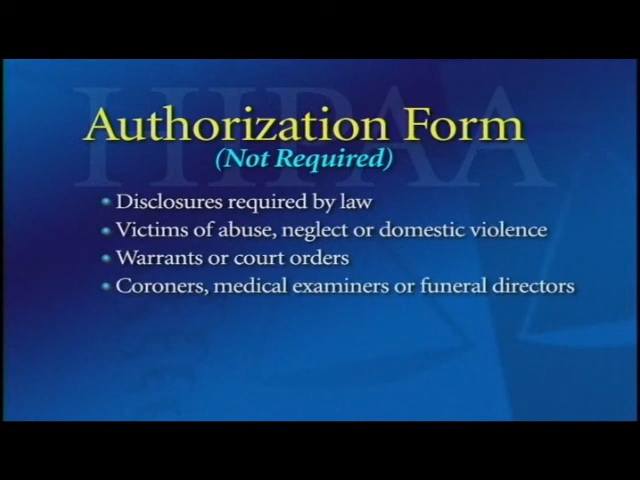 HIPAA
Authorization Form
(Not Required)
• Disclosures required by law
• Victims of abuse, neglect or domestic violence
• Warrants or court orders
• Coroners, medical examiners or funeral directors